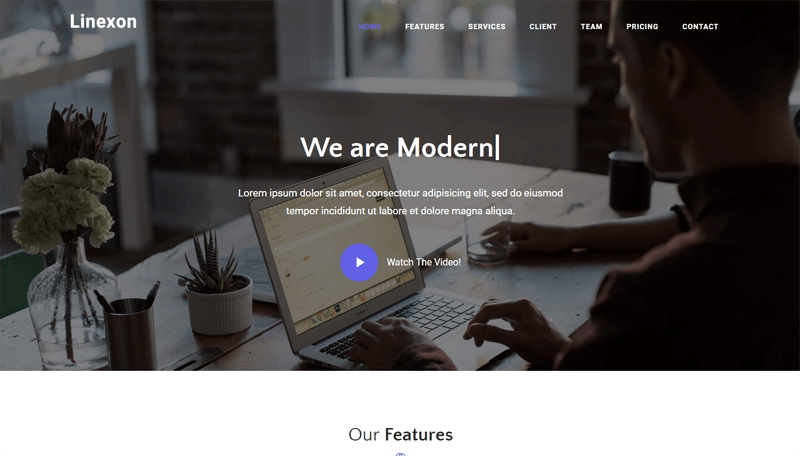 Linexon
HOME FEATURES SERVICES CLIENT TEAM PRICING CONTACT
We are Modern|
Lorem ipsum dolor sit amet, consectetur adipisicing elit, sed do eiusmod
tempor incididunt ut labore et dolore magna aliqua.
Watch The Video!
Our Features